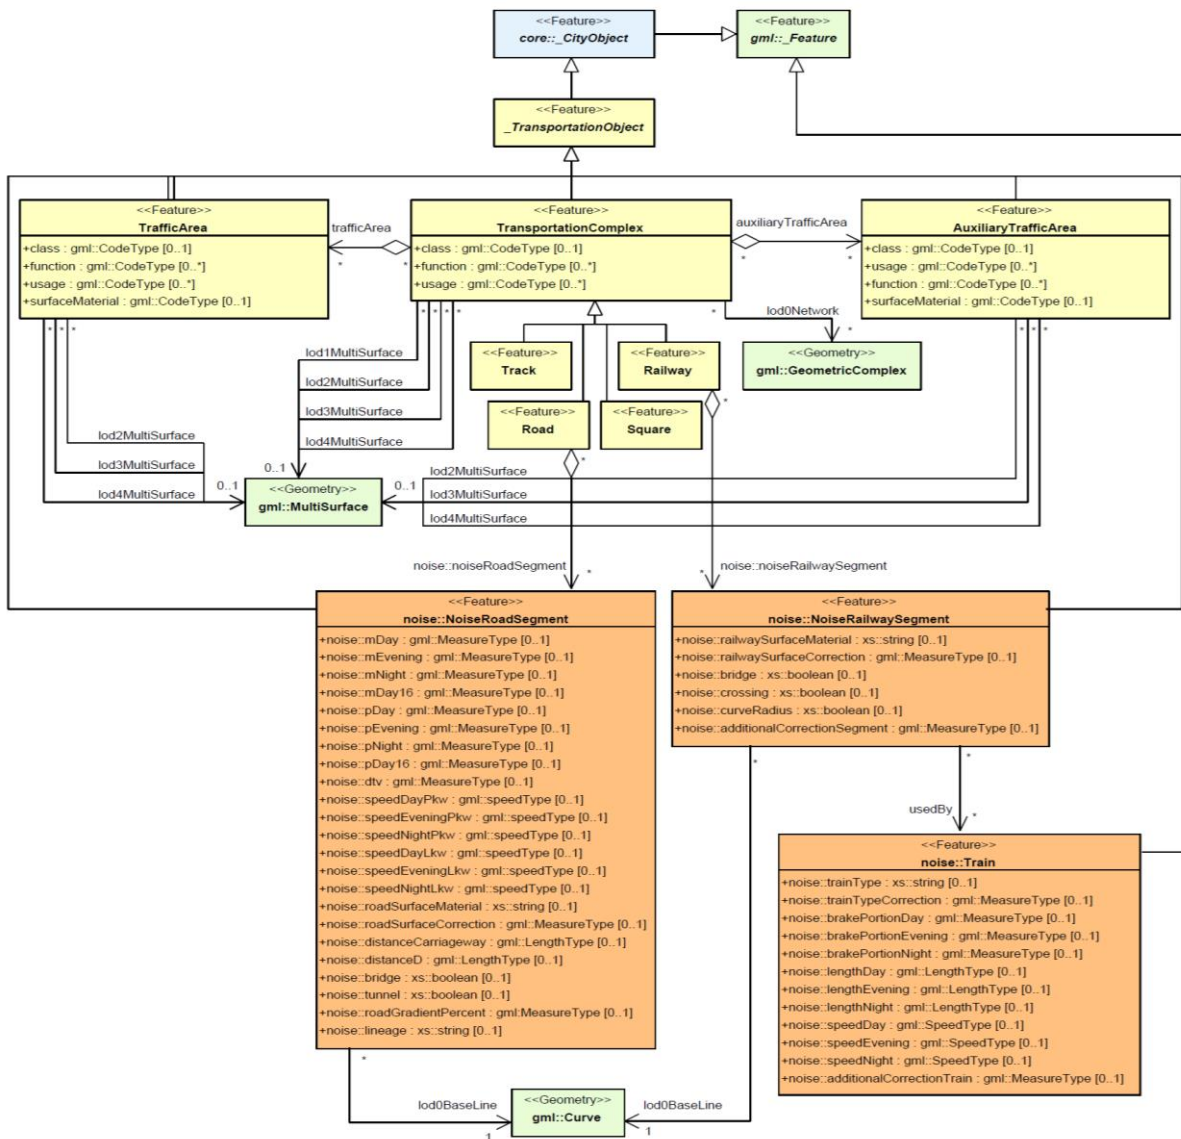 <<Feature>>
core::_CityObject
<<Feature>>
gml::_Feature
<<Feature>>
_TransportationObject
<<Feature>>
TrafficArea
+class : gml::CodeType [0..1]
+function : gml::CodeType [0..*]
+usage : gml::CodeType [0..*]
+surfaceMaterial : gml::CodeType [0..1]
trafficArea
*
*
<<Feature>>
TransportationComplex
+class : gml::CodeType [0..1]
+function : gml::CodeType [0..*]
+usage : gml::CodeType [0..*]
auxiliaryTrafficArea
*
*
<<Feature>>
AuxiliaryTrafficArea
+class : gml::CodeType [0..1]
+usage : gml::CodeType [0..*]
+function : gml::CodeType [0..*]
+surfaceMaterial : gml::CodeType [0..1]
* * *
* * * *
*
lod0Network
*
* * *
lod1MultiSurface
lod2MultiSurface
lod3MultiSurface
lod4MultiSurface
0..1
<<Feature>>
Track
<<Feature>>
Railway
*
<<Geometry>>
gml::GeometricComplex
<<Feature>>
Road
*
<<Feature>>
Square
lod2MultiSurface
lod3MultiSurface
lod4MultiSurface
0..1
<<Geometry>>
gml::MultiSurface
0..1
lod2MultiSurface
lod3MultiSurface
lod4MultiSurface
noise::noiseRoadSegment
*
*
noise::noiseRailwaySegment
<<Feature>>
noise::NoiseRoadSegment
+noise::mDay : gml::MeasureType [0..1]
+noise::mEvening : gml::MeasureType [0..1]
+noise::mNight : gml::MeasureType [0..1]
+noise::mDay16 : gml::MeasureType [0..1]
+noise::pDay : gml::MeasureType [0..1]
+noise::pEvening : gml::MeasureType [0..1]
+noise::pNight : gml::MeasureType [0..1]
+noise::pDay16 : gml::MeasureType [0..1]
+noise::dtv : gml::MeasureType [0..1]
+noise::speedDayPkw : gml::speedType [0..1]
+noise::speedEveningPkw : gml::speedType [0..1]
+noise::speedNightPkw : gml::speedType [0..1]
+noise::speedDayLkw : gml::speedType [0..1]
+noise::speedEveningLkw : gml::speedType [0..1]
+noise::speedNightLkw : gml::speedType [0..1]
+noise::roadSurfaceMaterial : xs::string [0..1]
+noise::roadSurfaceCorrection : gml::MeasureType [0..1]
+noise::distanceCarriageway : gml::LengthType [0..1]
+noise::distanceD : gml::LengthType [0..1]
+noise::bridge : xs::boolean [0..1]
+noise::tunnel : xs::boolean [0..1]
+noise::roadGradientPercent : gml:MeasureType [0..1]
+noise::lineage : xs::string [0..1]
*
<<Feature>>
noise::NoiseRailwaySegment
+noise::railwaySurfaceMaterial : xs::string [0..1]
+noise::railwaySurfaceCorrection : gml::MeasureType [0..1]
+noise::bridge : xs::boolean [0..1]
+noise::crossing : xs::boolean [0..1]
+noise::curveRadius : xs::boolean [0..1]
+noise::additionalCorrectionSegment : gml::MeasureType [0..1]
*
*
usedBy
*
<<Feature>>
noise::Train
+noise::trainType : xs::string [0..1]
+noise::trainTypeCorrection : gml::MeasureType [0..1]
+noise::brakePortionDay : gml::MeasureType [0..1]
+noise::brakePortionEvening : gml::MeasureType [0..1]
+noise::brakePortionNight : gml::MeasureType [0..1]
+noise::lengthDay : gml::LengthType [0..1]
+noise::lengthEvening : gml::LengthType [0..1]
+noise::lengthNight : gml::LengthType [0..1]
+noise::speedDay : gml::SpeedType [0..1]
+noise::speedEvening : gml::SpeedType [0..1]
+noise::speedNight : gml::SpeedType [0..1]
+noise::additionalCorrectionTrain : gml::MeasureType [0..1]
lod0BaseLine
1
<<Geometry>>
gml::Curve
lod0BaseLine
1